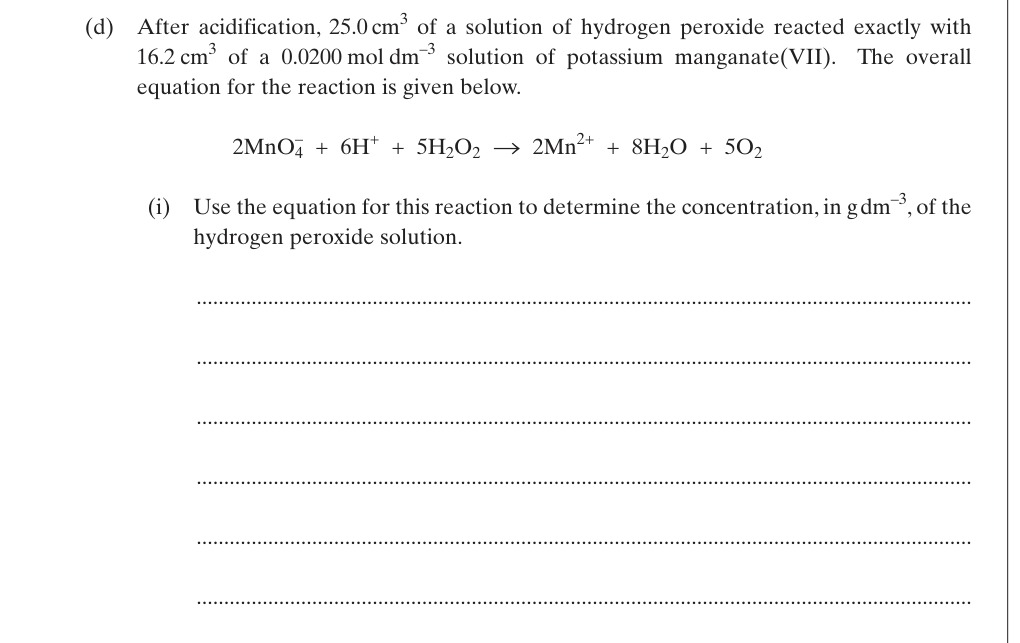 (d) After acidification, 25.0 cm³ of a solution of hydrogen peroxide reacted exactly with
16.2 cm³ of a 0.0200 mol dm⁻³ solution of potassium manganate(VII). The overall
equation for the reaction is given below.
2MnO₄⁻ + 6H⁺ + 5H₂O₂ → 2Mn²⁺ + 8H₂O + 5O₂
(i) Use the equation for this reaction to determine the concentration, in g dm⁻³, of the
hydrogen peroxide solution.